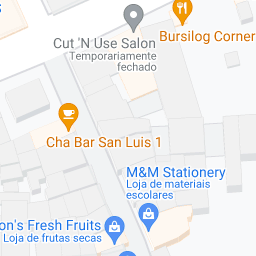 Cut 'N Use Salon
Temporariamente
fechado
Bursilog Corner
Cha Bar San Luis 1
M&M Stationery
Loja de materiais
escolares
on's Fresh Fruits
Loja de frutas secas